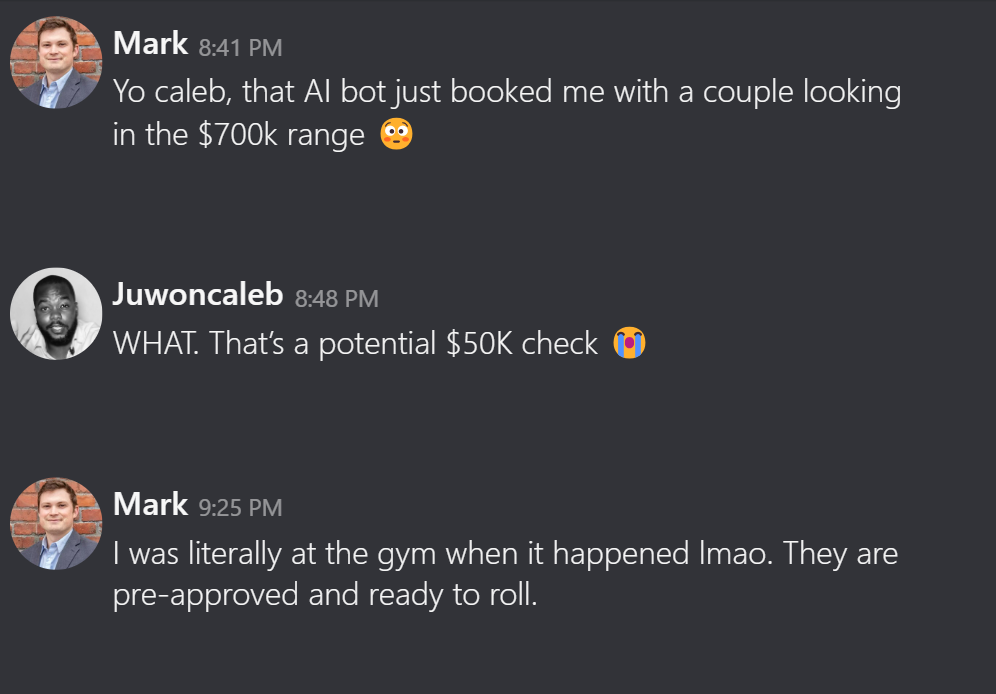 Mark 8:41 PM
Yo caleb, that AI bot just booked me with a couple looking
in the $700k range 😳
Juwoncaleb 8:48 PM
WHAT. That's a potential $50K check 😭
Mark 9:25 PM
I was literally at the gym when it happened lmao. They are
pre-approved and ready to roll.